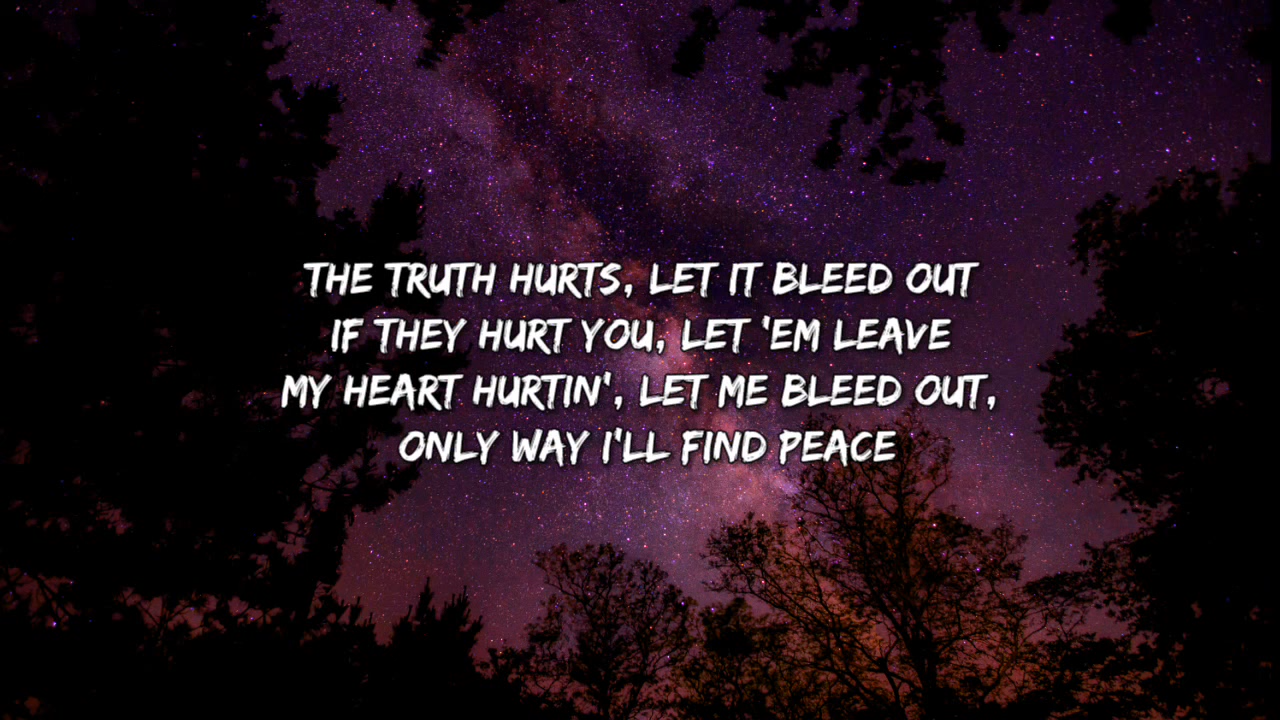 THE TRUTH HURTS, LET IT BLEED OUT
IF THEY HURT YOU, LET 'EM LEAVE
MY HEART HURTIN', LET ME BLEED OUT,
ONLY WAY I'LL FIND PEACE